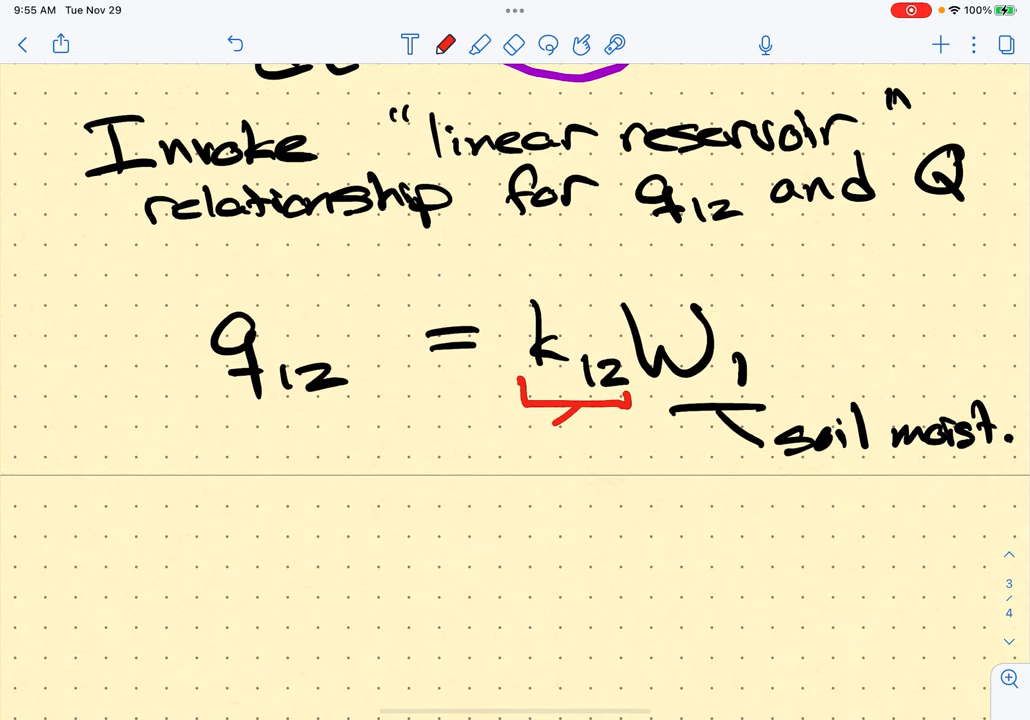 9:55 AM Tue Nov 29
100%
T
Invoke "linear reservoir"
relationship for q12 and Q
q12 = k12 W1
soil moist.
3
/
4